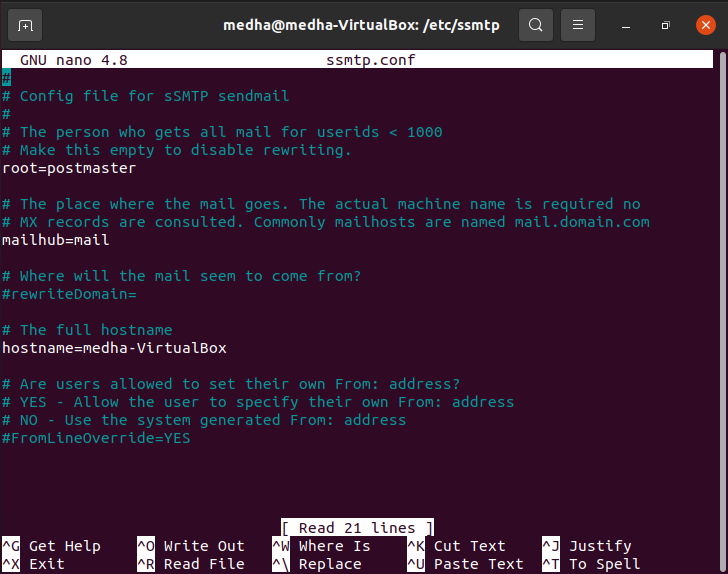 medha@medha-VirtualBox: /etc/ssmtp
GNU nano 4.8 ssmtp.conf
#
# Config file for sSMTP sendmail
#
# The person who gets all mail for userids < 1000
# Make this empty to disable rewriting.
root=postmaster
# The place where the mail goes. The actual machine name is required no
# MX records are consulted. Commonly mailhosts are named mail.domain.com
mailhub=mail
# Where will the mail seem to come from?
#rewriteDomain=
# The full hostname
hostname=medha-VirtualBox
# Are users allowed to set their own From: address?
# YES - Allow the user to specify their own From: address
# NO - Use the system generated From: address
#FromLineOverride=YES
[ Read 21 lines ]
^G Get Help ^O Write Out ^W Where Is ^K Cut Text ^J Justify
^X Exit ^R Read File ^\ Replace ^U Paste Text ^T To Spell